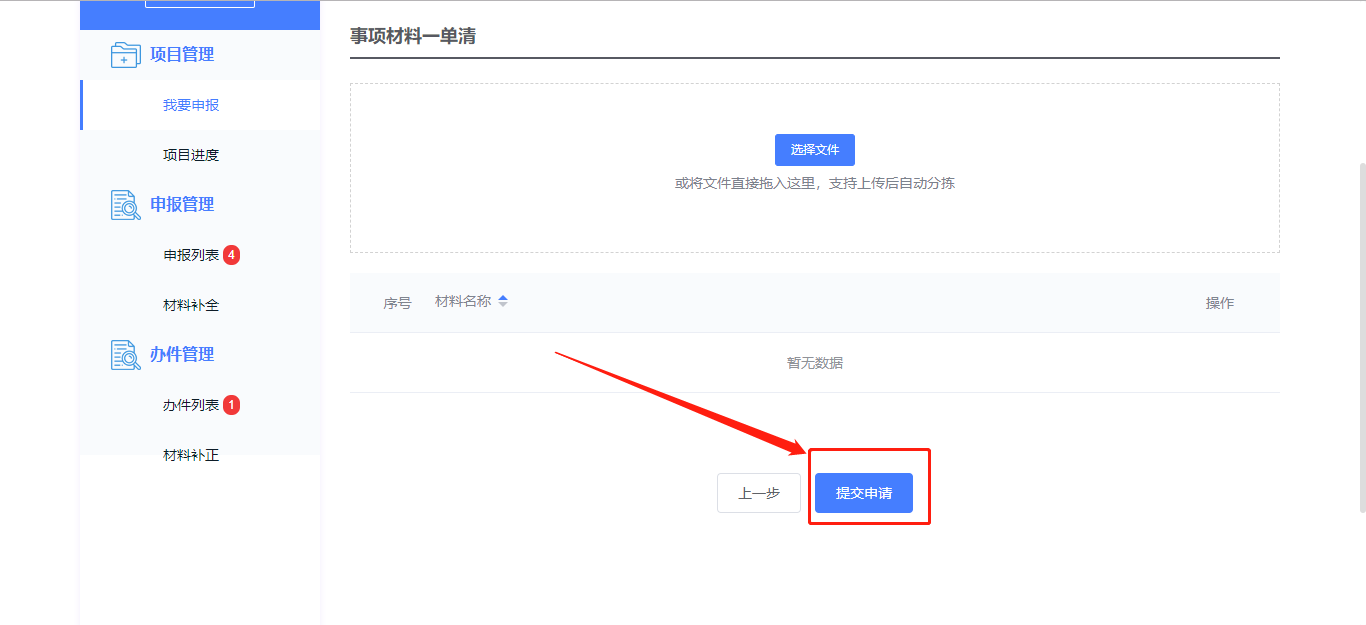 项目管理
我要申报
项目进度
申报管理
申报列表 4
材料补全
办件管理
办件列表 1
材料补正
事项材料一单清
选择文件
或将文件直接拖入这里，支持上传后自动分拣
序号 材料名称 操作
暂无数据
上一步 提交申请